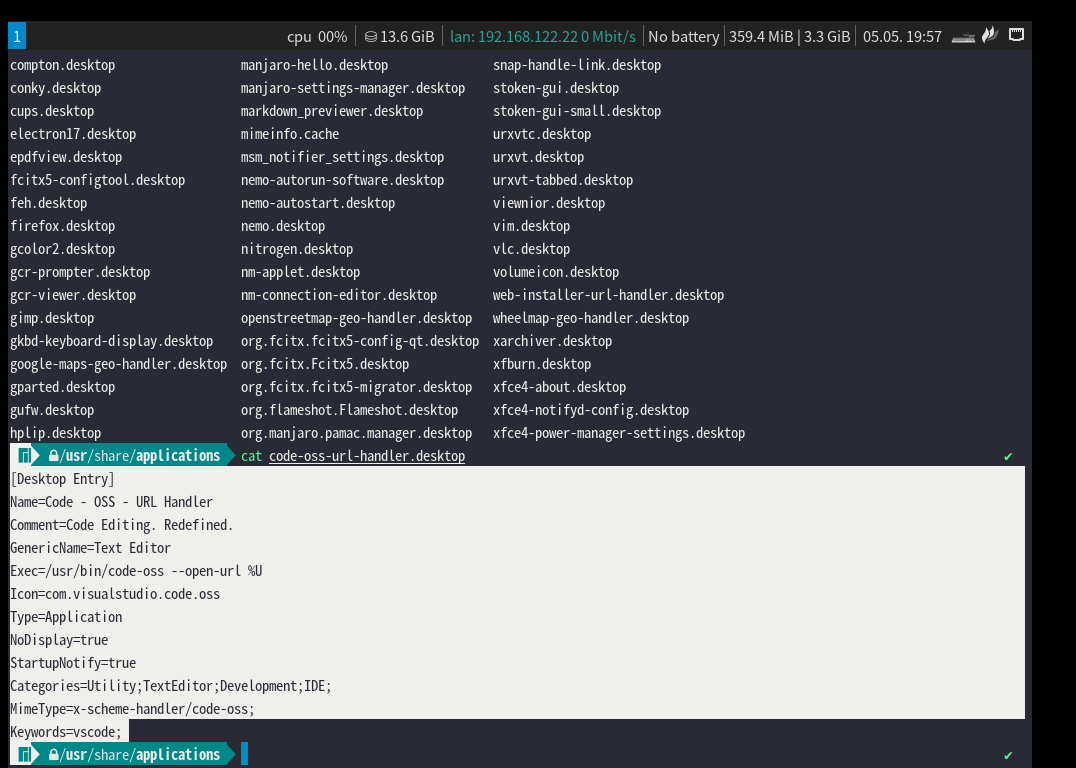 1 cpu 00% 13.6 GiB lan: 192.168.122.22 0 Mbit/s No battery 359.4 MiB | 3.3 GiB 05.05. 19:57
compton.desktop manjaro-hello.desktop snap-handle-link.desktop
conky.desktop manjaro-settings-manager.desktop stoken-gui.desktop
cups.desktop markdown_previewer.desktop stoken-gui-small.desktop
electron17.desktop mimeinfo.cache urxvtc.desktop
epdfview.desktop msm_notifier_settings.desktop urxvt.desktop
fcitx5-configtool.desktop nemo-autorun-software.desktop urxvt-tabbed.desktop
feh.desktop nemo-autostart.desktop viewnior.desktop
firefox.desktop nemo.desktop vim.desktop
gcolor2.desktop nitrogen.desktop vlc.desktop
gcr-prompter.desktop nm-applet.desktop volumeicon.desktop
gcr-viewer.desktop nm-connection-editor.desktop web-installer-url-handler.desktop
gimp.desktop openstreetmap-geo-handler.desktop wheelmap-geo-handler.desktop
gkbd-keyboard-display.desktop org.fcitx.fcitx5-config-qt.desktop xarchiver.desktop
google-maps-geo-handler.desktop org.fcitx.Fcitx5.desktop xfburn.desktop
gparted.desktop org.fcitx.fcitx5-migrator.desktop xfce4-about.desktop
gufw.desktop org.flameshot.Flameshot.desktop xfce4-notifyd-config.desktop
hplip.desktop org.manjaro.pamac.manager.desktop xfce4-power-manager-settings.desktop
/usr/share/applications cat code-oss-url-handler.desktop ✔
[Desktop Entry]
Name=Code - OSS - URL Handler
Comment=Code Editing. Redefined.
GenericName=Text Editor
Exec=/usr/bin/code-oss --open-url %U
Icon=com.visualstudio.code.oss
Type=Application
NoDisplay=true
StartupNotify=true
Categories=Utility;TextEditor;Development;IDE;
MimeType=x-scheme-handler/code-oss;
Keywords=vscode;
/usr/share/applications ✔